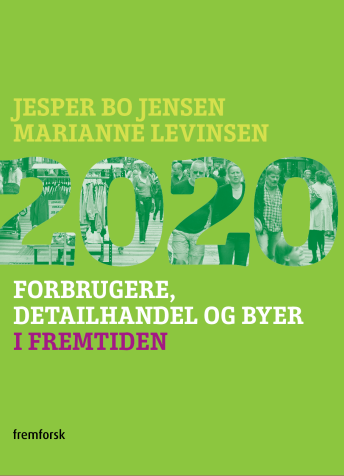 JESPER BO JENSEN
MARIANNE LEVINSEN
2020
FORBRUGERE,
DETAILHANDEL OG BYER
I FREMTIDEN
fremforsk